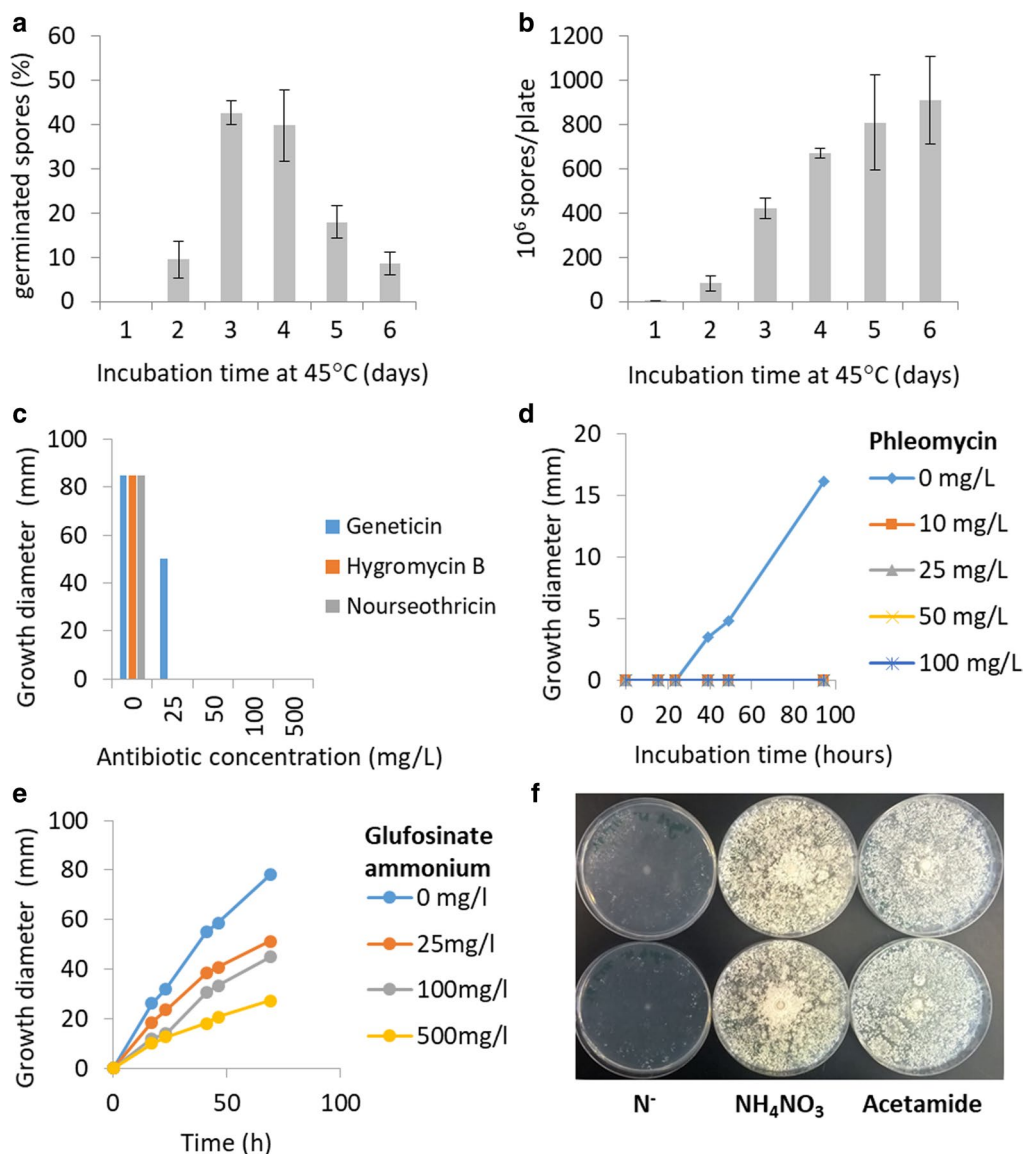 a
60
50
40
30
20
10
0
germinated spores (%)
1 2 3 4 5 6
Incubation time at 45°C (days)
b
1200
1000
800
600
400
200
0
10⁶ spores/plate
1 2 3 4 5 6
Incubation time at 45°C (days)
c
100
80
60
40
20
0
Growth diameter (mm)
0 25 50 100 500
Antibiotic concentration (mg/L)
Geneticin
Hygromycin B
Nourseothricin
d
20
15
10
5
0
Growth diameter (mm)
0 20 40 60 80 100
Incubation time (hours)
Phleomycin
0 mg/L
10 mg/L
25 mg/L
50 mg/L
100 mg/L
e
100
80
60
40
20
0
Growth diameter (mm)
0 50 100
Time (h)
Glufosinate
ammonium
0 mg/l
25mg/l
100mg/l
500mg/l
f
N⁻ NH₄NO₃ Acetamide